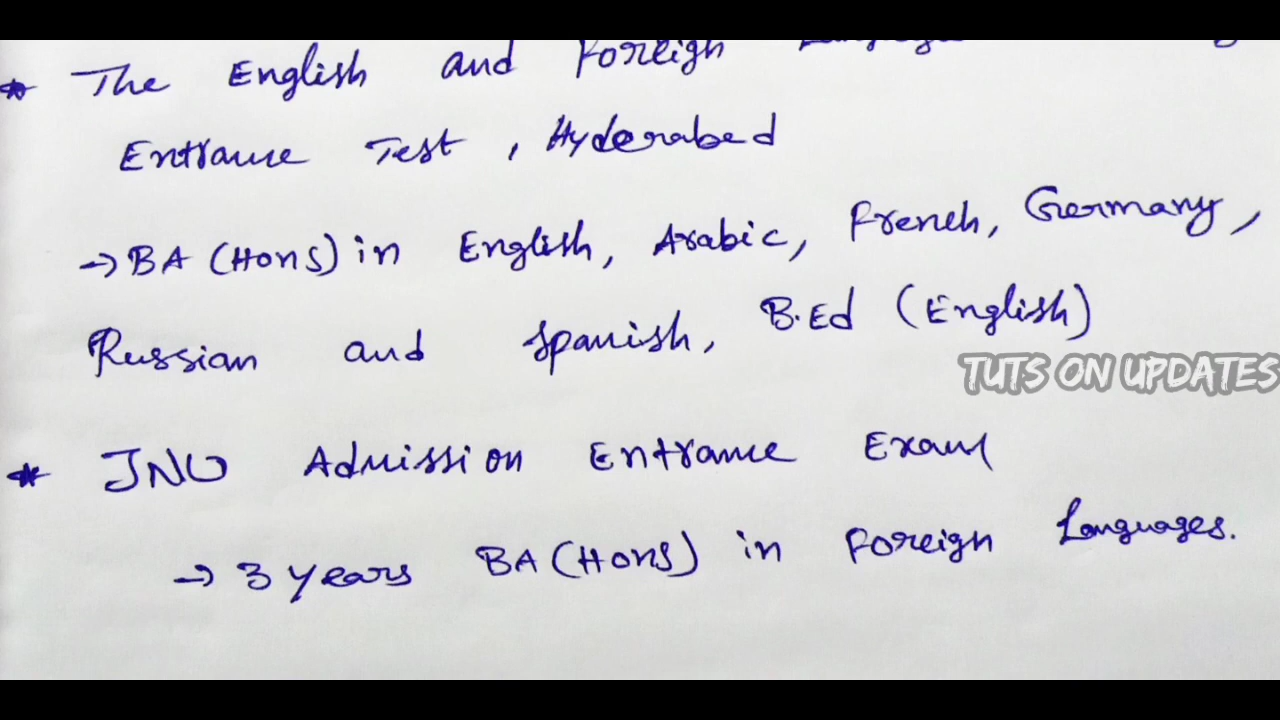 * The English and Foreign
Entrance Test, Hyderabad
→ BA (Hons) in English, Arabic, French, Germany,
Russian and Spanish, B.Ed (English)
TUTS ON UPDATES
* JNU Admission Entrance Exam
→ 3 years BA (Hons) in Foreign Languages.